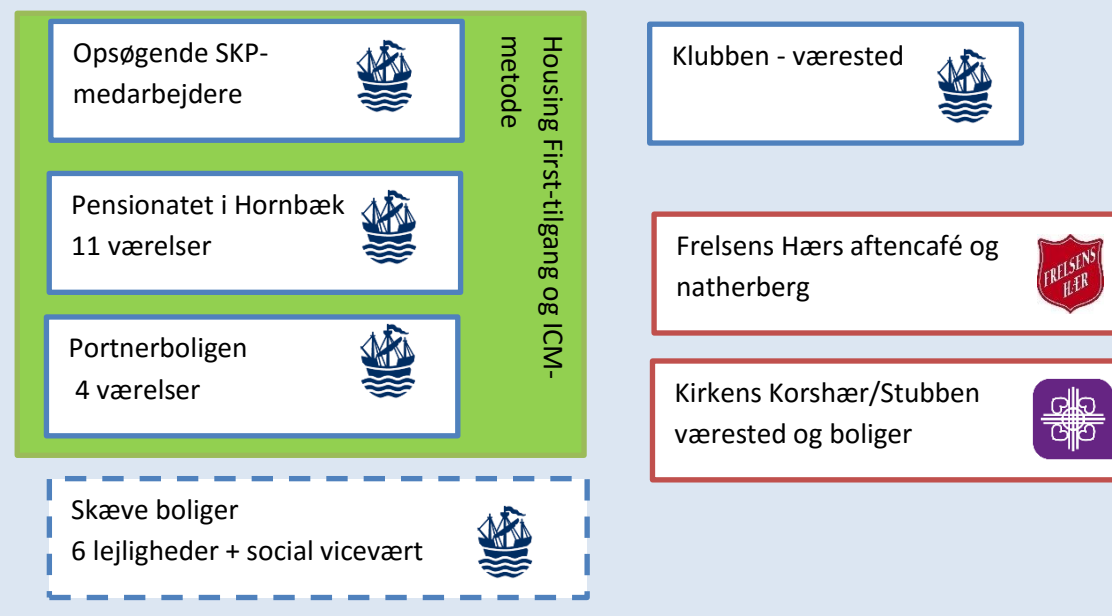 Opsøgende SKP-
medarbejdere
Pensionatet i Hornbæk
11 værelser
Portnerboligen
4 værelser
Housing First-tilgang og ICM-
metode
Skæve boliger
6 lejligheder + social vicevært
Klubben - værested
Frelsens Hærs aftencafé og
natherberg
FRELSENS
HÆR
Kirkens Korshær/Stubben
værested og boliger